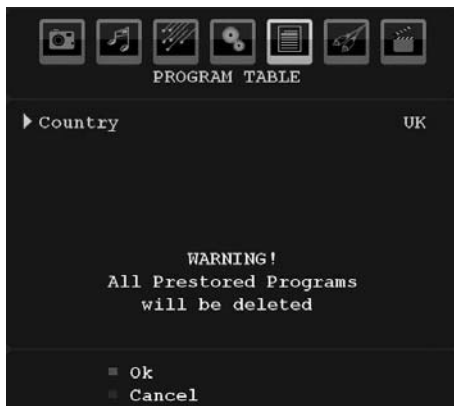 PROGRAM TABLE
Country UK
WARNING!
All Prestored Programs
will be deleted
Ok
Cancel